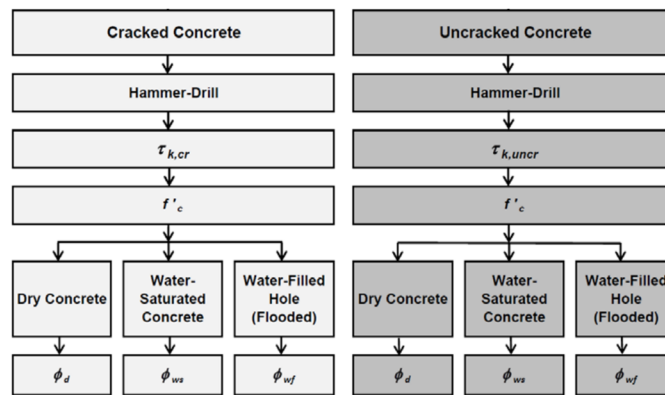 Cracked Concrete
Hammer-Drill
τk,cr
f'c
Dry Concrete
Water-
Saturated
Concrete
Water-Filled
Hole
(Flooded)
ϕd
ϕws
ϕwf
Uncracked Concrete
Hammer-Drill
τk,uncr
f'c
Dry Concrete
Water-
Saturated
Concrete
Water-Filled
Hole
(Flooded)
ϕd
ϕws
ϕwf